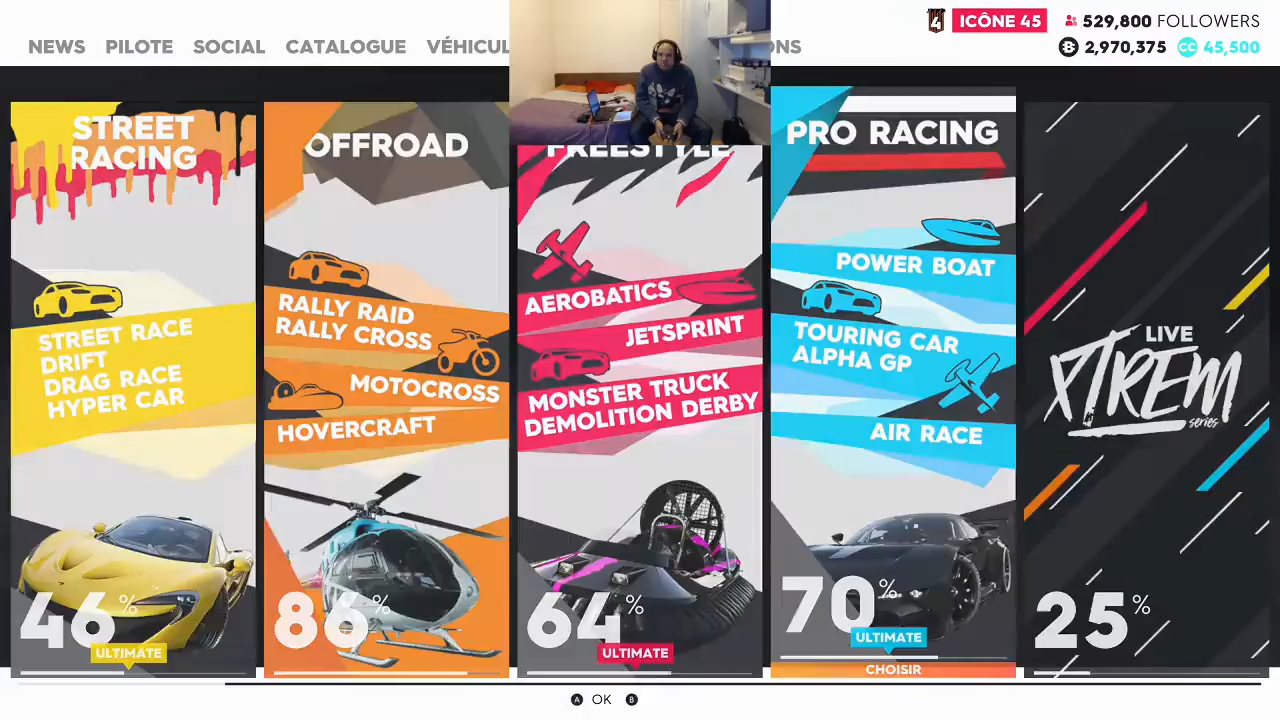 4 ICÔNE 45 529,800 FOLLOWERS
NEWS PILOTE SOCIAL CATALOGUE VÉHICUL ONS
2,970,375 CC 45,500
STREET
RACING
STREET RACE
DRIFT
DRAG RACE
HYPER CAR
46%
ULTIMATE
OFFROAD
RALLY RAID
RALLY CROSS
MOTOCROSS
HOVERCRAFT
86%
FREESTYLE
AEROBATICS
JETSPRINT
MONSTER TRUCK
DEMOLITION DERBY
64%
ULTIMATE
PRO RACING
POWER BOAT
TOURING CAR
ALPHA GP
AIR RACE
70%
ULTIMATE
CHOISIR
LIVE
XTREM
series
25%
A OK B